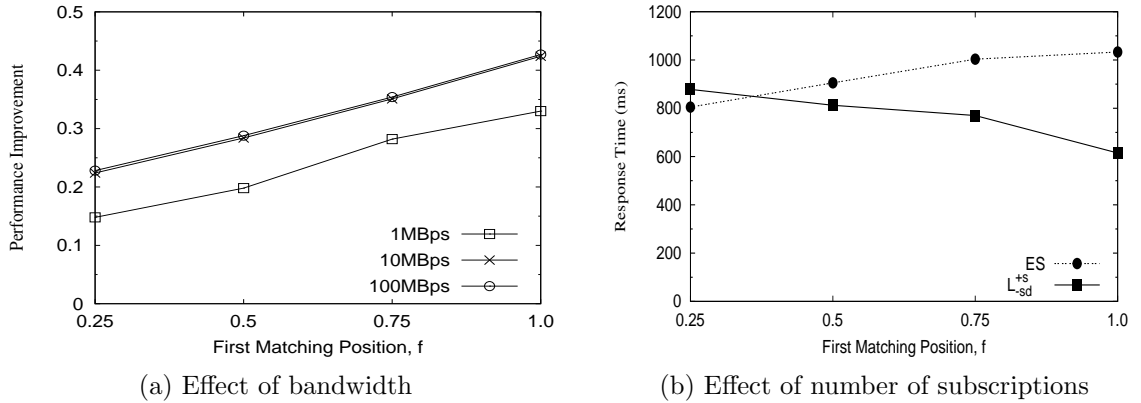 0.5
0.4
0.3
0.2
0.1
0
Performance Improvement
1MBps
10MBps
100MBps
0.25
0.5
0.75
1.0
First Matching Position, f
(a) Effect of bandwidth
1200
1000
800
600
400
200
0
Response Time (ms)
ES
L+s-sd
0.25
0.5
0.75
1.0
First Matching Position, f
(b) Effect of number of subscriptions